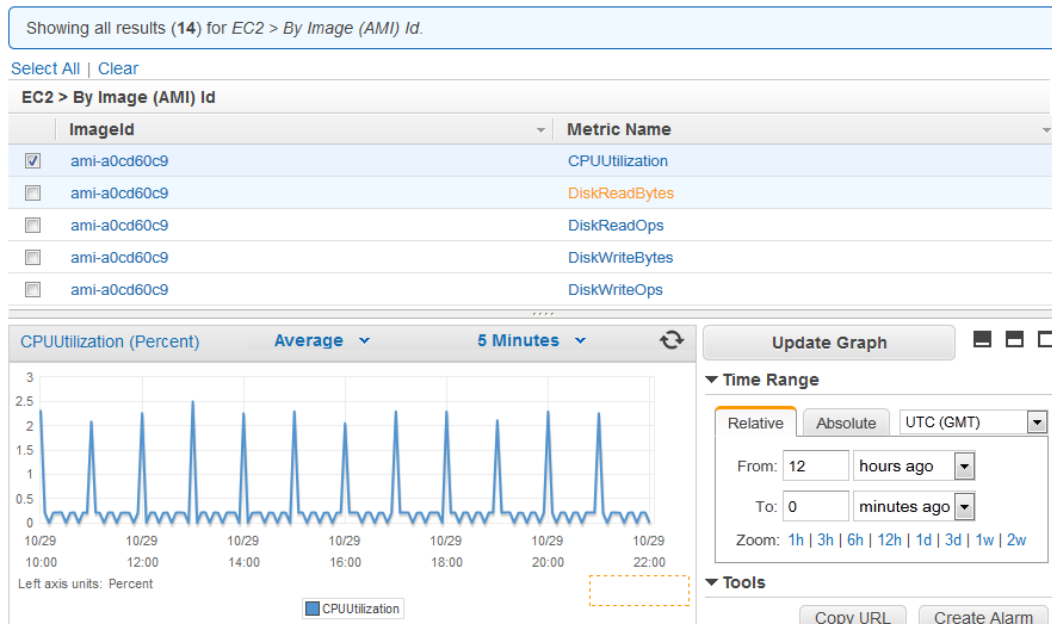 Showing all results (14) for EC2 > By Image (AMI) Id.
Select All | Clear
EC2 > By Image (AMI) Id
ImageId Metric Name
ami-a0cd60c9 CPUUtilization
ami-a0cd60c9 DiskReadBytes
ami-a0cd60c9 DiskReadOps
ami-a0cd60c9 DiskWriteBytes
ami-a0cd60c9 DiskWriteOps
CPUUtilization (Percent) Average 5 Minutes
3
2.5
2
1.5
1
0.5
0
10/29 10/29 10/29 10/29 10/29 10/29 10/29
10:00 12:00 14:00 16:00 18:00 20:00 22:00
Left axis units: Percent
CPUUtilization
Update Graph
Time Range
Relative Absolute UTC (GMT)
From: 12 hours ago
To: 0 minutes ago
Zoom: 1h | 3h | 6h | 12h | 1d | 3d | 1w | 2w
Tools
Copy URL Create Alarm